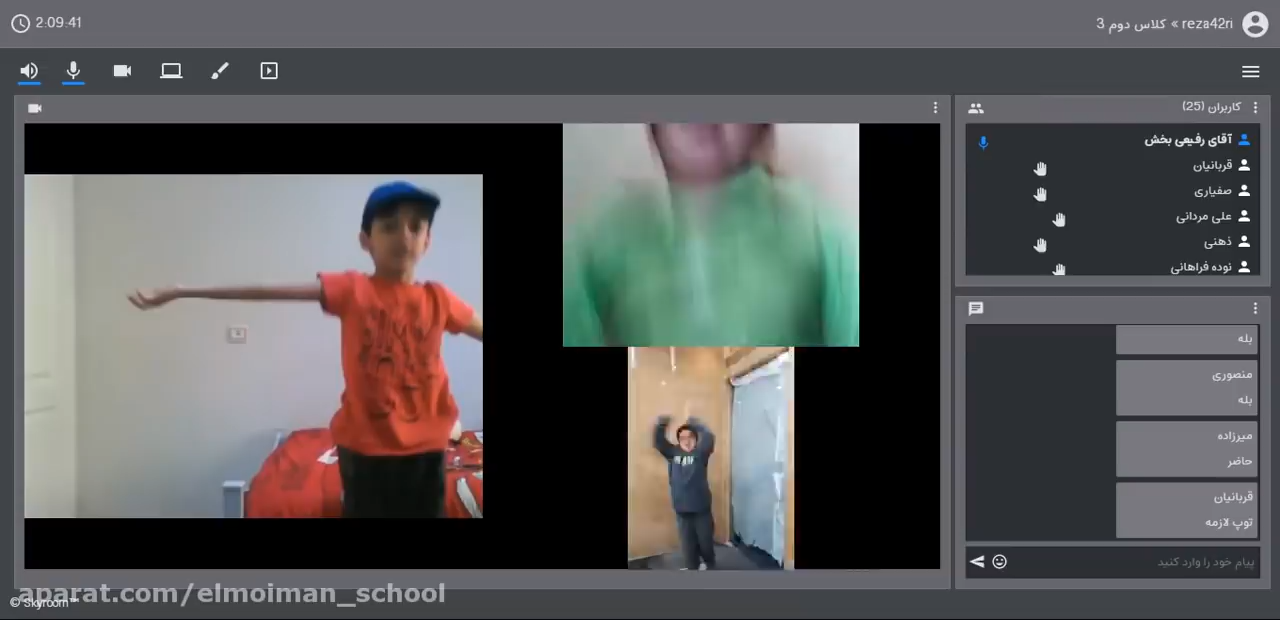 2:09:41
reza42ri » کلاس دوم 3
کاربران (25)
آقای رفیعی بخش
قربانیان
صفیاری
علی مردانی
ذهنی
نوده فراهانی
بله
منصوری
بله
میرزاده
حاضر
قربانیان
توپ لازمه
پیام خود را وارد کنید
aparat.com/elmoiman_school
© Skyroom™